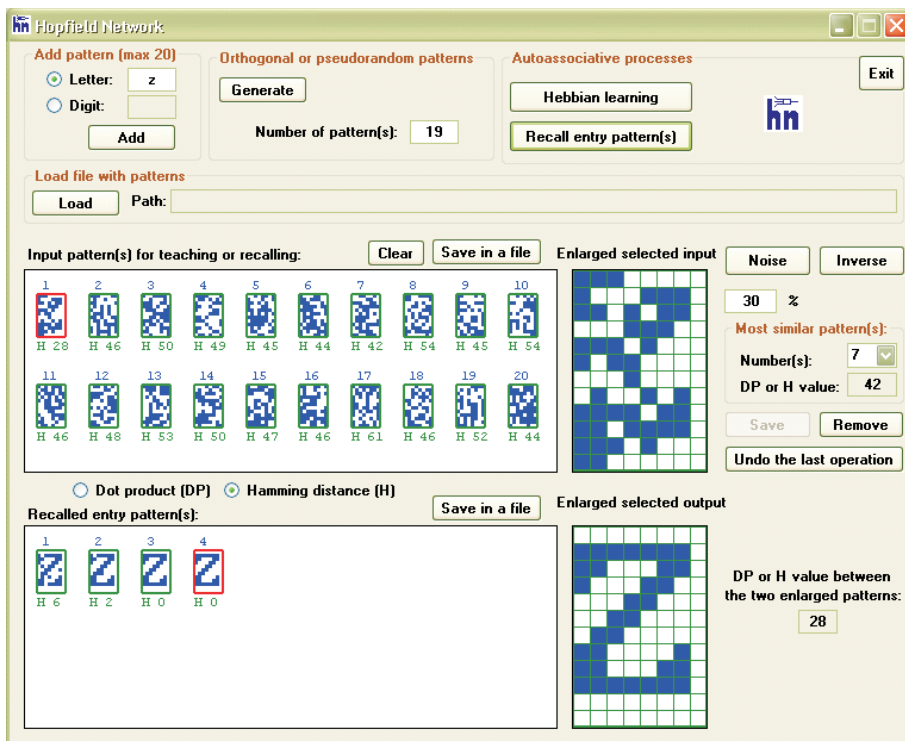 Hopfield Network
Add pattern (max 20)
Letter: z
Digit:
Add
Orthogonal or pseudorandom patterns
Generate
Number of pattern(s): 19
Autoassociative processes
Hebbian learning
Recall entry pattern(s)
Exit
hn
Load file with patterns
Load Path:
Input pattern(s) for teaching or recalling: Clear Save in a file
1 2 3 4 5 6 7 8 9 10
H 28 H 46 H 50 H 49 H 45 H 44 H 42 H 54 H 45 H 54
11 12 13 14 15 16 17 18 19 20
H 46 H 48 H 53 H 50 H 47 H 46 H 61 H 46 H 52 H 44
Enlarged selected input
Noise Inverse
30 %
Most similar pattern(s):
Number(s): 7
DP or H value: 42
Save Remove
Undo the last operation
Dot product (DP) Hamming distance (H)
Recalled entry pattern(s): Save in a file
1 2 3 4
H 6 H 2 H 0 H 0
Enlarged selected output
DP or H value between
the two enlarged patterns:
28